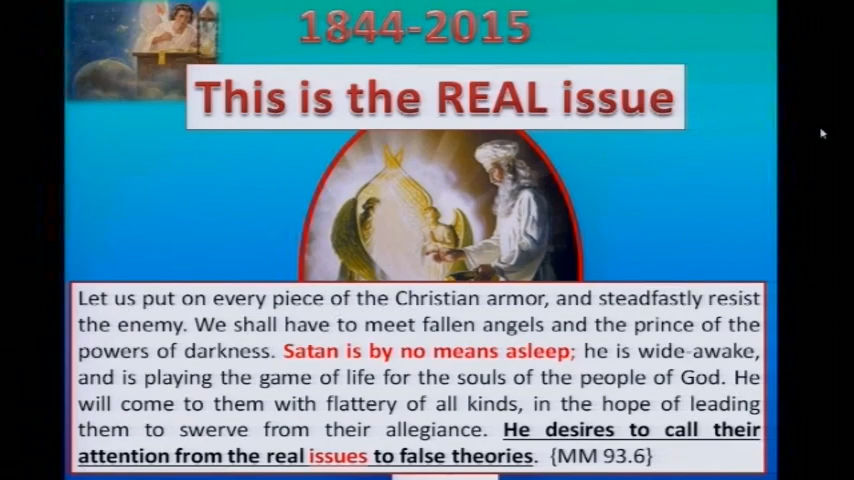 1844-2015
This is the REAL issue
Let us put on every piece of the Christian armor, and steadfastly resist
the enemy. We shall have to meet fallen angels and the prince of the
powers of darkness. Satan is by no means asleep; he is wide-awake,
and is playing the game of life for the souls of the people of God. He
will come to them with flattery of all kinds, in the hope of leading
them to swerve from their allegiance. He desires to call their
attention from the real issues to false theories. {MM 93.6}